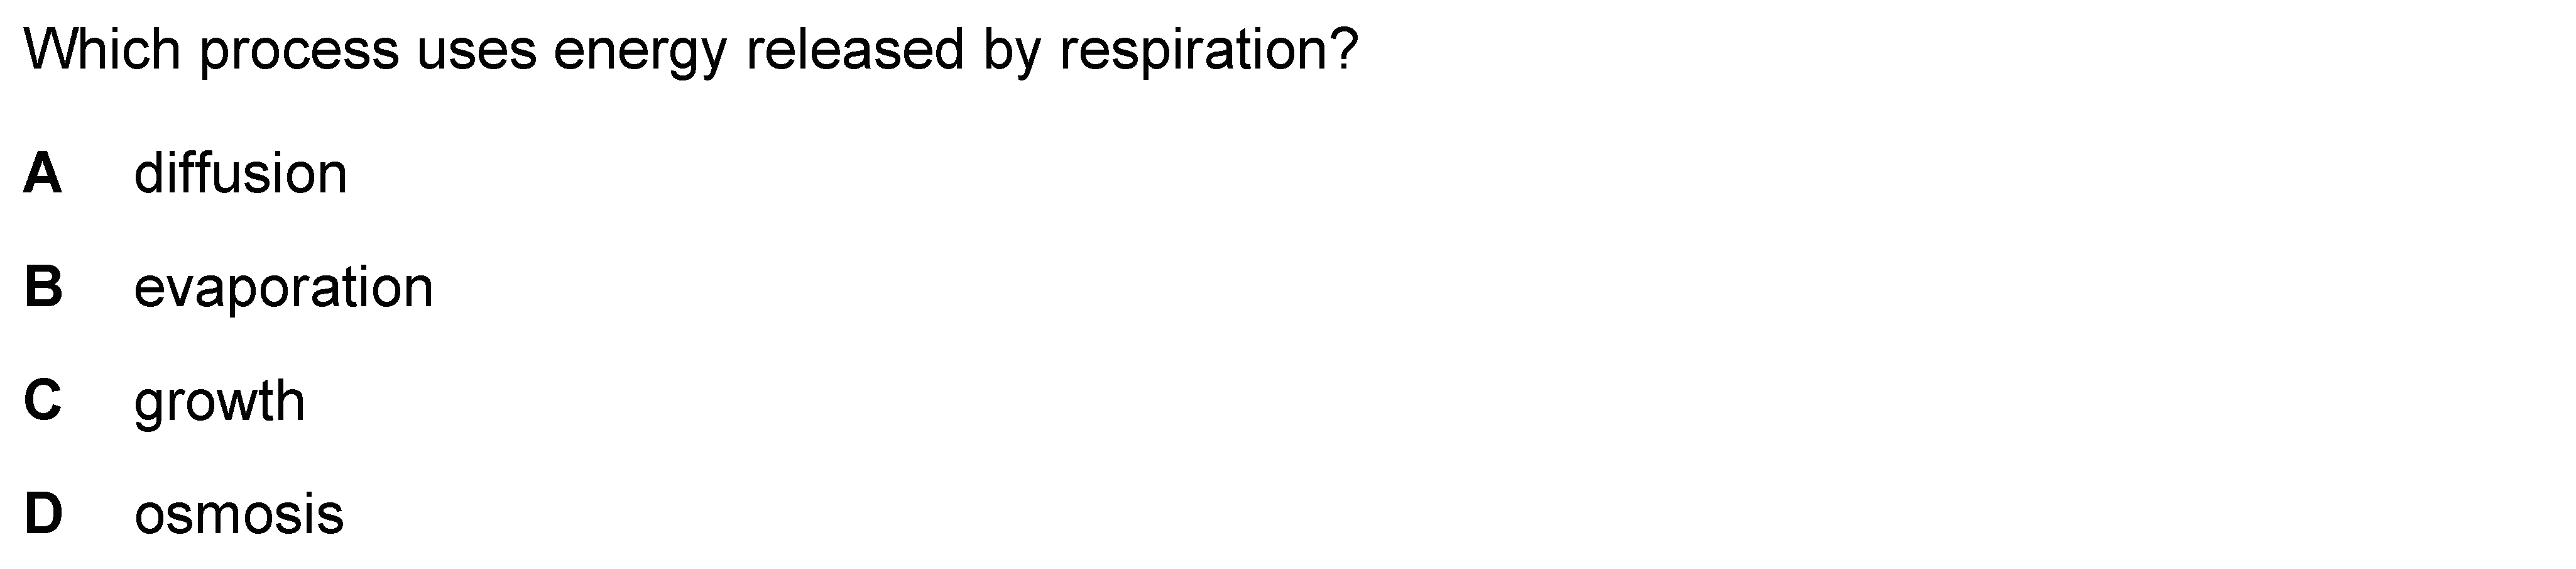 Which process uses energy released by respiration?
A diffusion
B evaporation
C growth
D osmosis